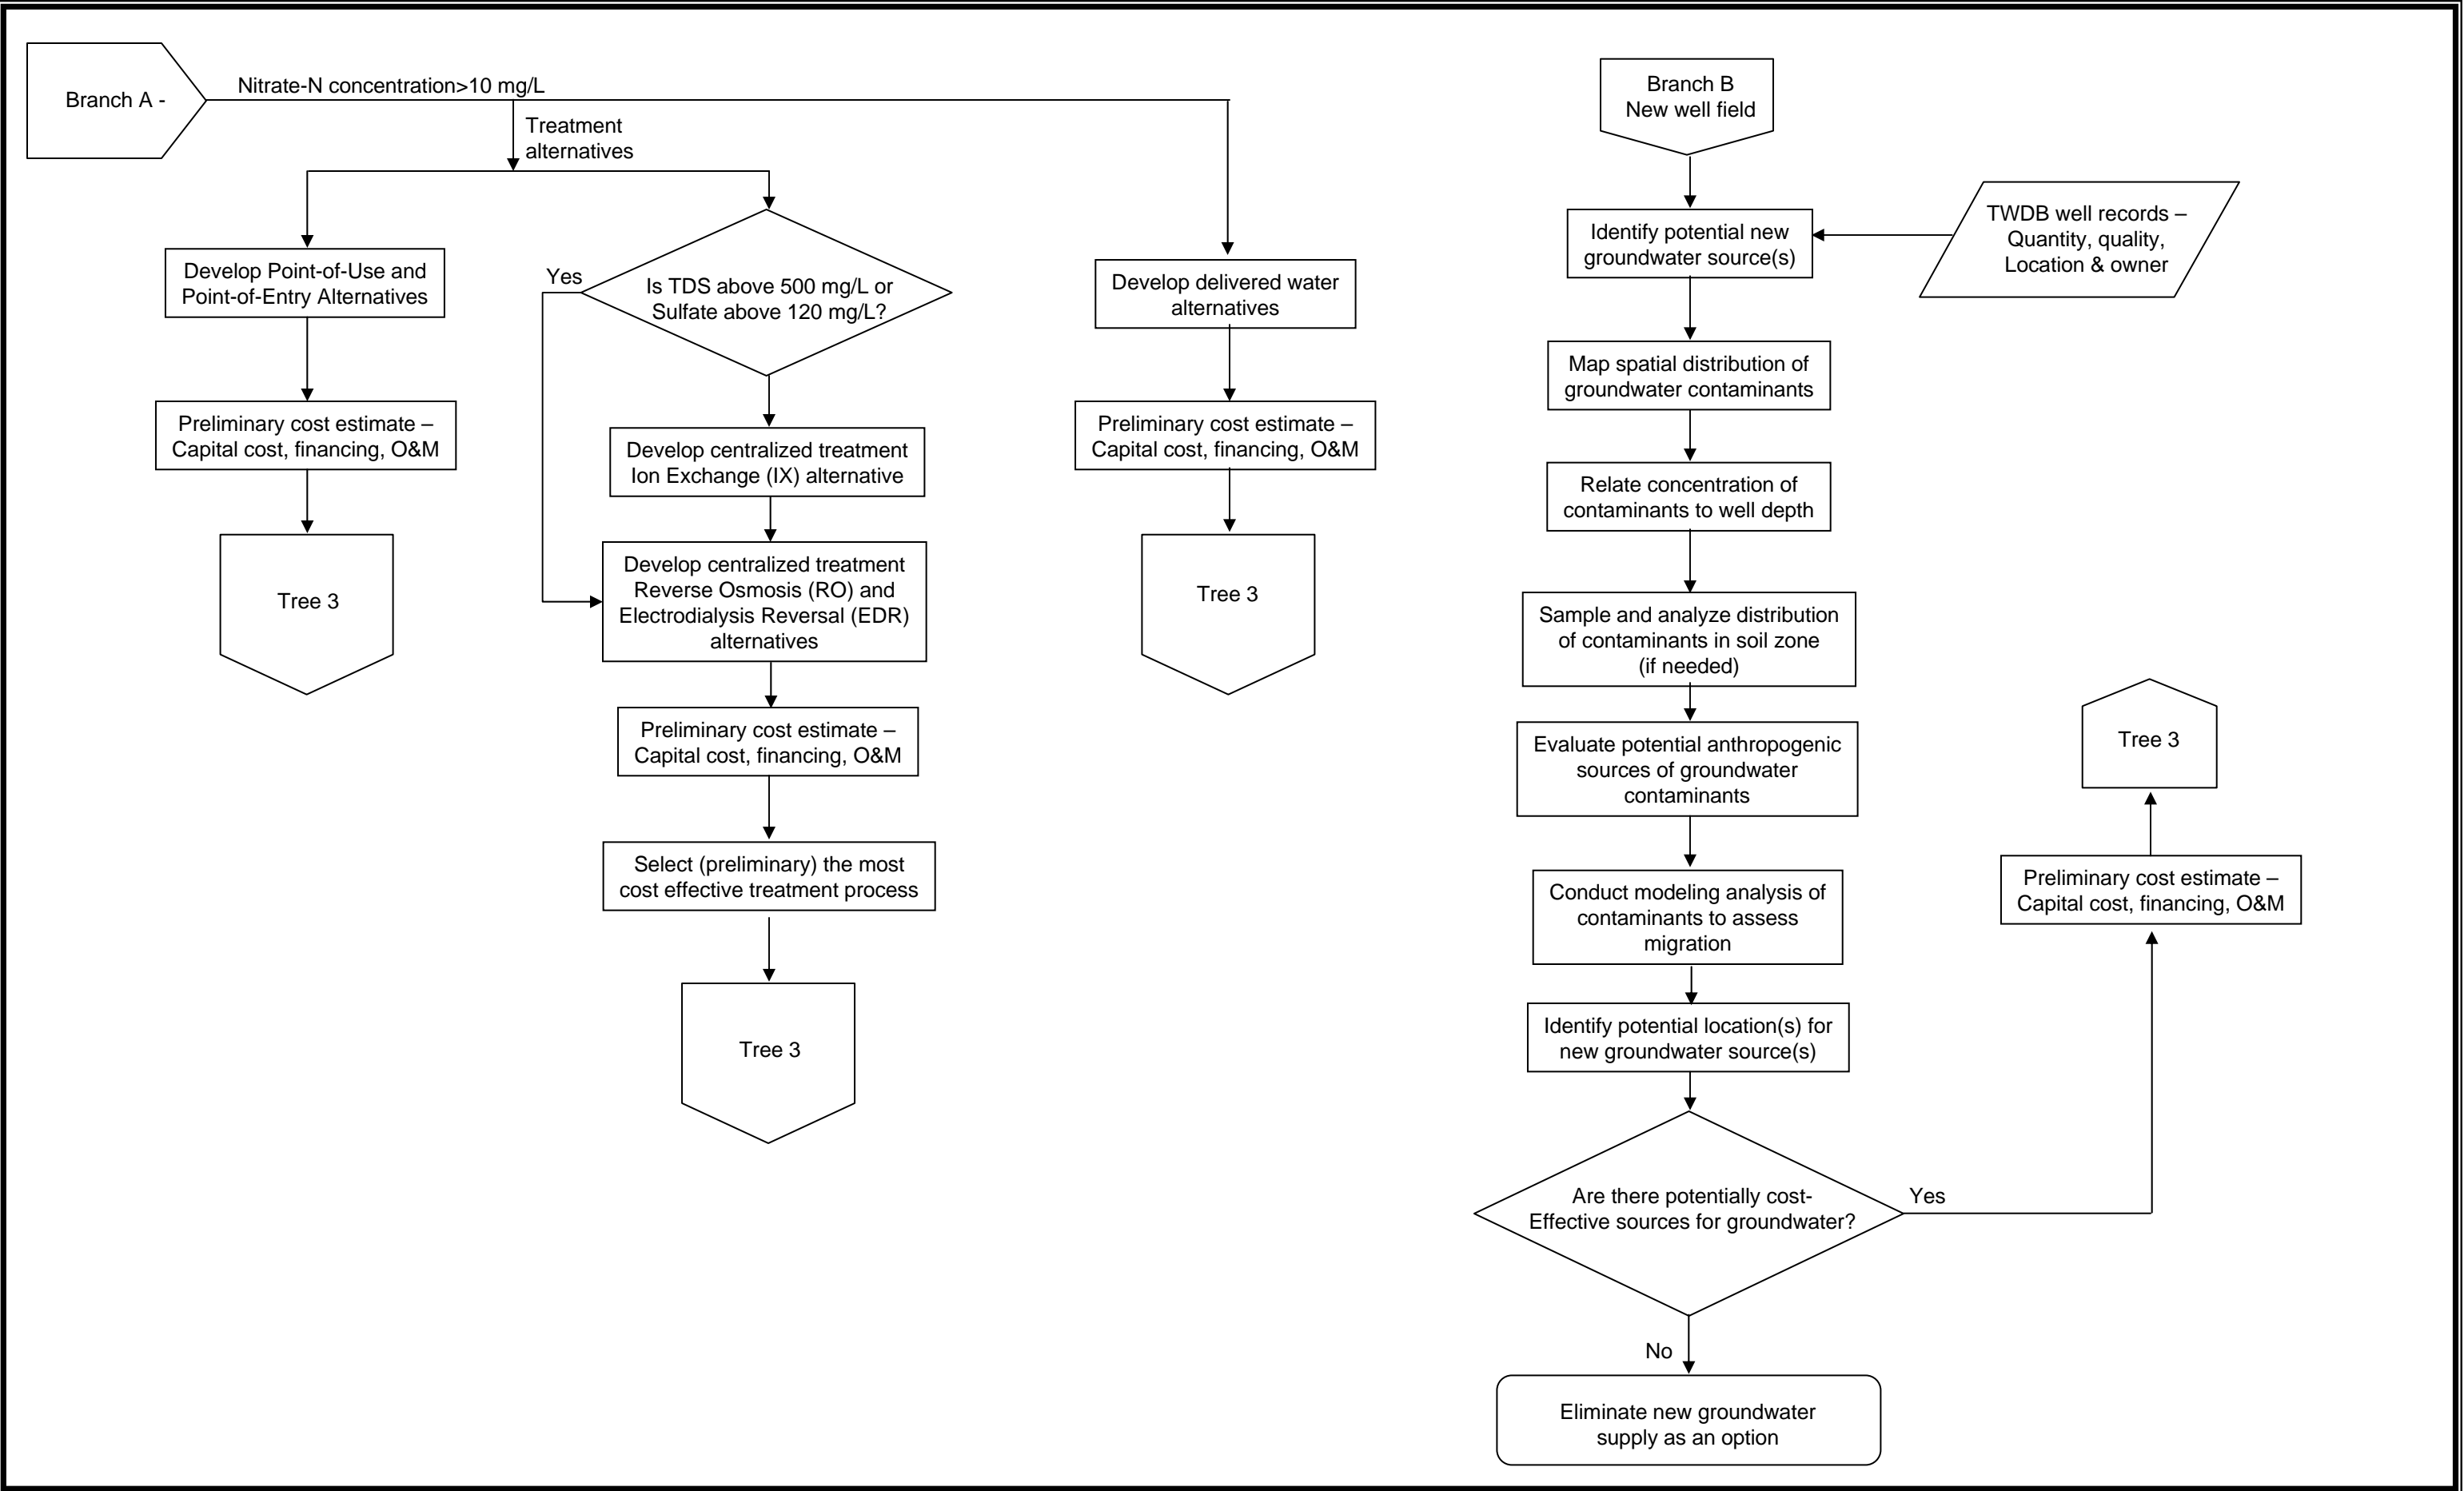 Branch A -
Nitrate-N concentration>10 mg/L
Treatment
alternatives
Develop Point-of-Use and
Point-of-Entry Alternatives
Preliminary cost estimate –
Capital cost, financing, O&M
Tree 3
Yes
Is TDS above 500 mg/L or
Sulfate above 120 mg/L?
Develop centralized treatment
Ion Exchange (IX) alternative
Develop centralized treatment
Reverse Osmosis (RO) and
Electrodialysis Reversal (EDR)
alternatives
Preliminary cost estimate –
Capital cost, financing, O&M
Select (preliminary) the most
cost effective treatment process
Tree 3
Develop delivered water
alternatives
Preliminary cost estimate –
Capital cost, financing, O&M
Tree 3
Branch B
New well field
Identify potential new
groundwater source(s)
TWDB well records –
Quantity, quality,
Location & owner
Map spatial distribution of
groundwater contaminants
Relate concentration of
contaminants to well depth
Sample and analyze distribution
of contaminants in soil zone
(if needed)
Evaluate potential anthropogenic
sources of groundwater
contaminants
Conduct modeling analysis of
contaminants to assess
migration
Identify potential location(s) for
new groundwater source(s)
Are there potentially cost-
Effective sources for groundwater?
Yes
Preliminary cost estimate –
Capital cost, financing, O&M
Tree 3
No
Eliminate new groundwater
supply as an option